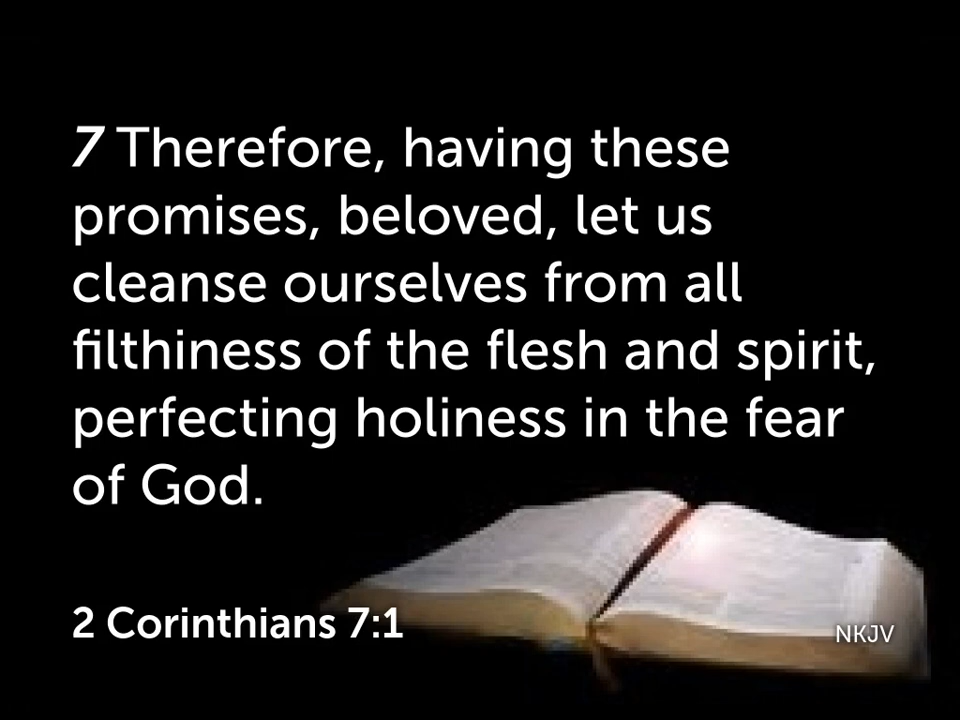 7 Therefore, having these
promises, beloved, let us
cleanse ourselves from all
filthiness of the flesh and spirit,
perfecting holiness in the fear
of God.
2 Corinthians 7:1
NKJV